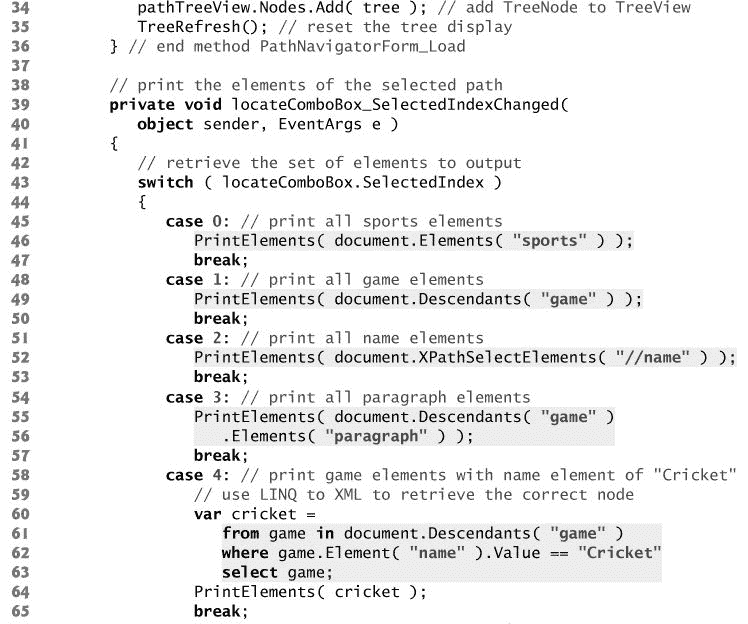 34 pathTreeView.Nodes.Add( tree ); // add TreeNode to TreeView
35 TreeRefresh(); // reset the tree display
36 } // end method PathNavigatorForm_Load
37
38 // print the elements of the selected path
39 private void locateComboBox_SelectedIndexChanged(
40 object sender, EventArgs e )
41 {
42 // retrieve the set of elements to output
43 switch ( locateComboBox.SelectedIndex )
44 {
45 case 0: // print all sports elements
46 PrintElements( document.Elements( "sports" ) );
47 break;
48 case 1: // print all game elements
49 PrintElements( document.Descendants( "game" ) );
50 break;
51 case 2: // print all name elements
52 PrintElements( document.XPathSelectElements( "//name" ) );
53 break;
54 case 3: // print all paragraph elements
55 PrintElements( document.Descendants( "game" )
56 .Elements( "paragraph" ) );
57 break;
58 case 4: // print game elements with name element of "Cricket"
59 // use LINQ to XML to retrieve the correct node
60 var cricket =
61 from game in document.Descendants( "game" )
62 where game.Element( "name" ).Value == "Cricket"
63 select game;
64 PrintElements( cricket );
65 break;